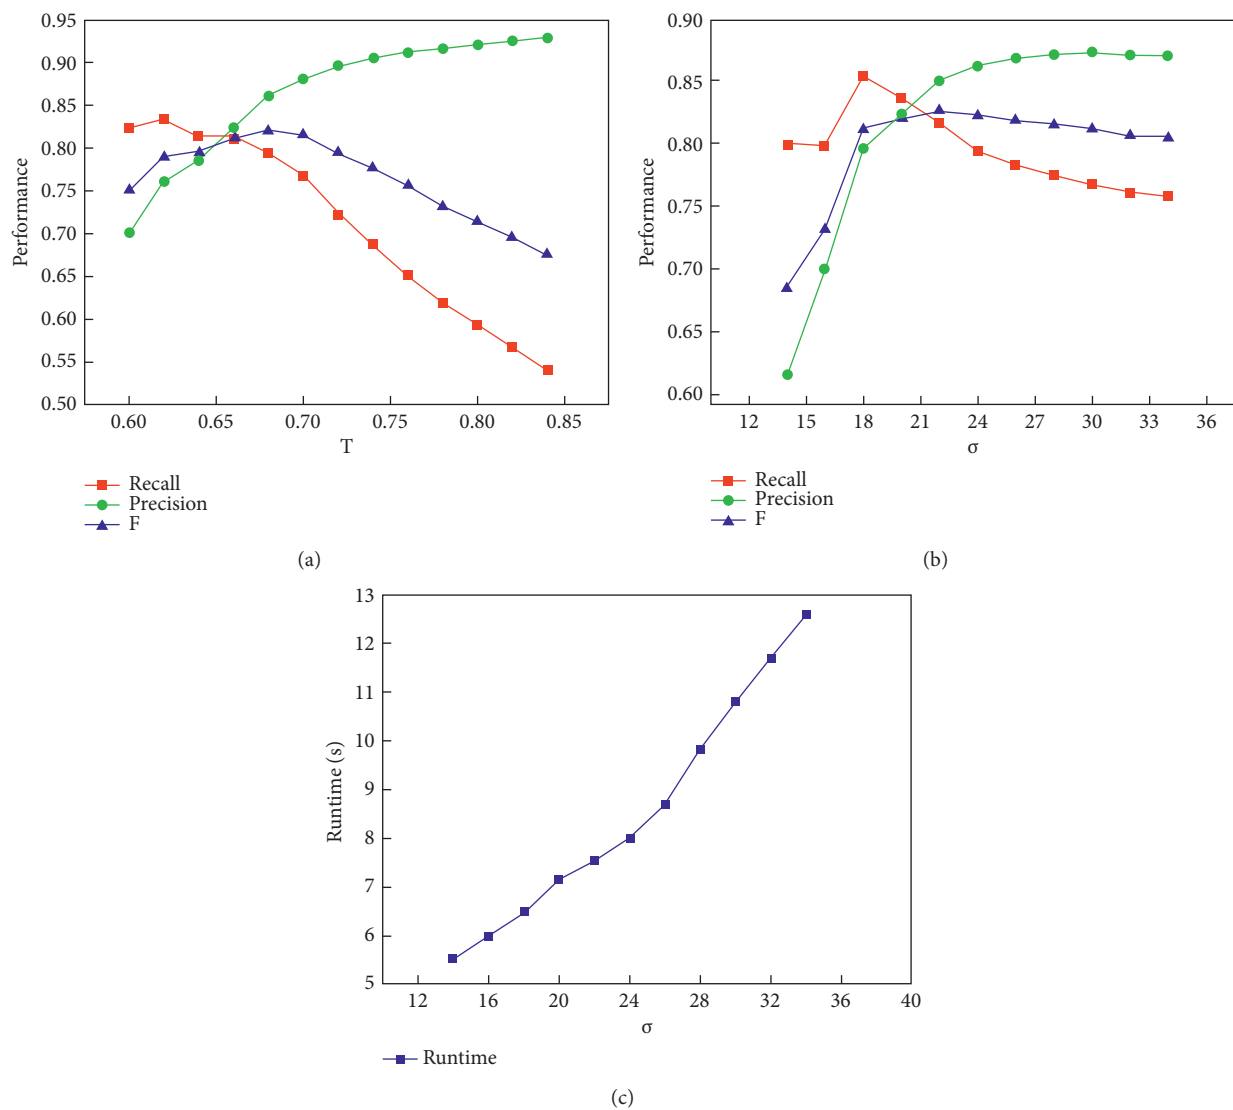 0.95
0.90
0.85
0.80
0.75
0.70
0.65
0.60
0.55
0.50
Performance
0.60 0.65 0.70 0.75 0.80 0.85
T
Recall
Precision
F
(a)
0.90
0.85
0.80
0.75
0.70
0.65
0.60
Performance
12 15 18 21 24 27 30 33 36
σ
Recall
Precision
F
(b)
13
12
11
10
9
8
7
6
5
Runtime (s)
12 16 20 24 28 32 36 40
σ
Runtime
(c)